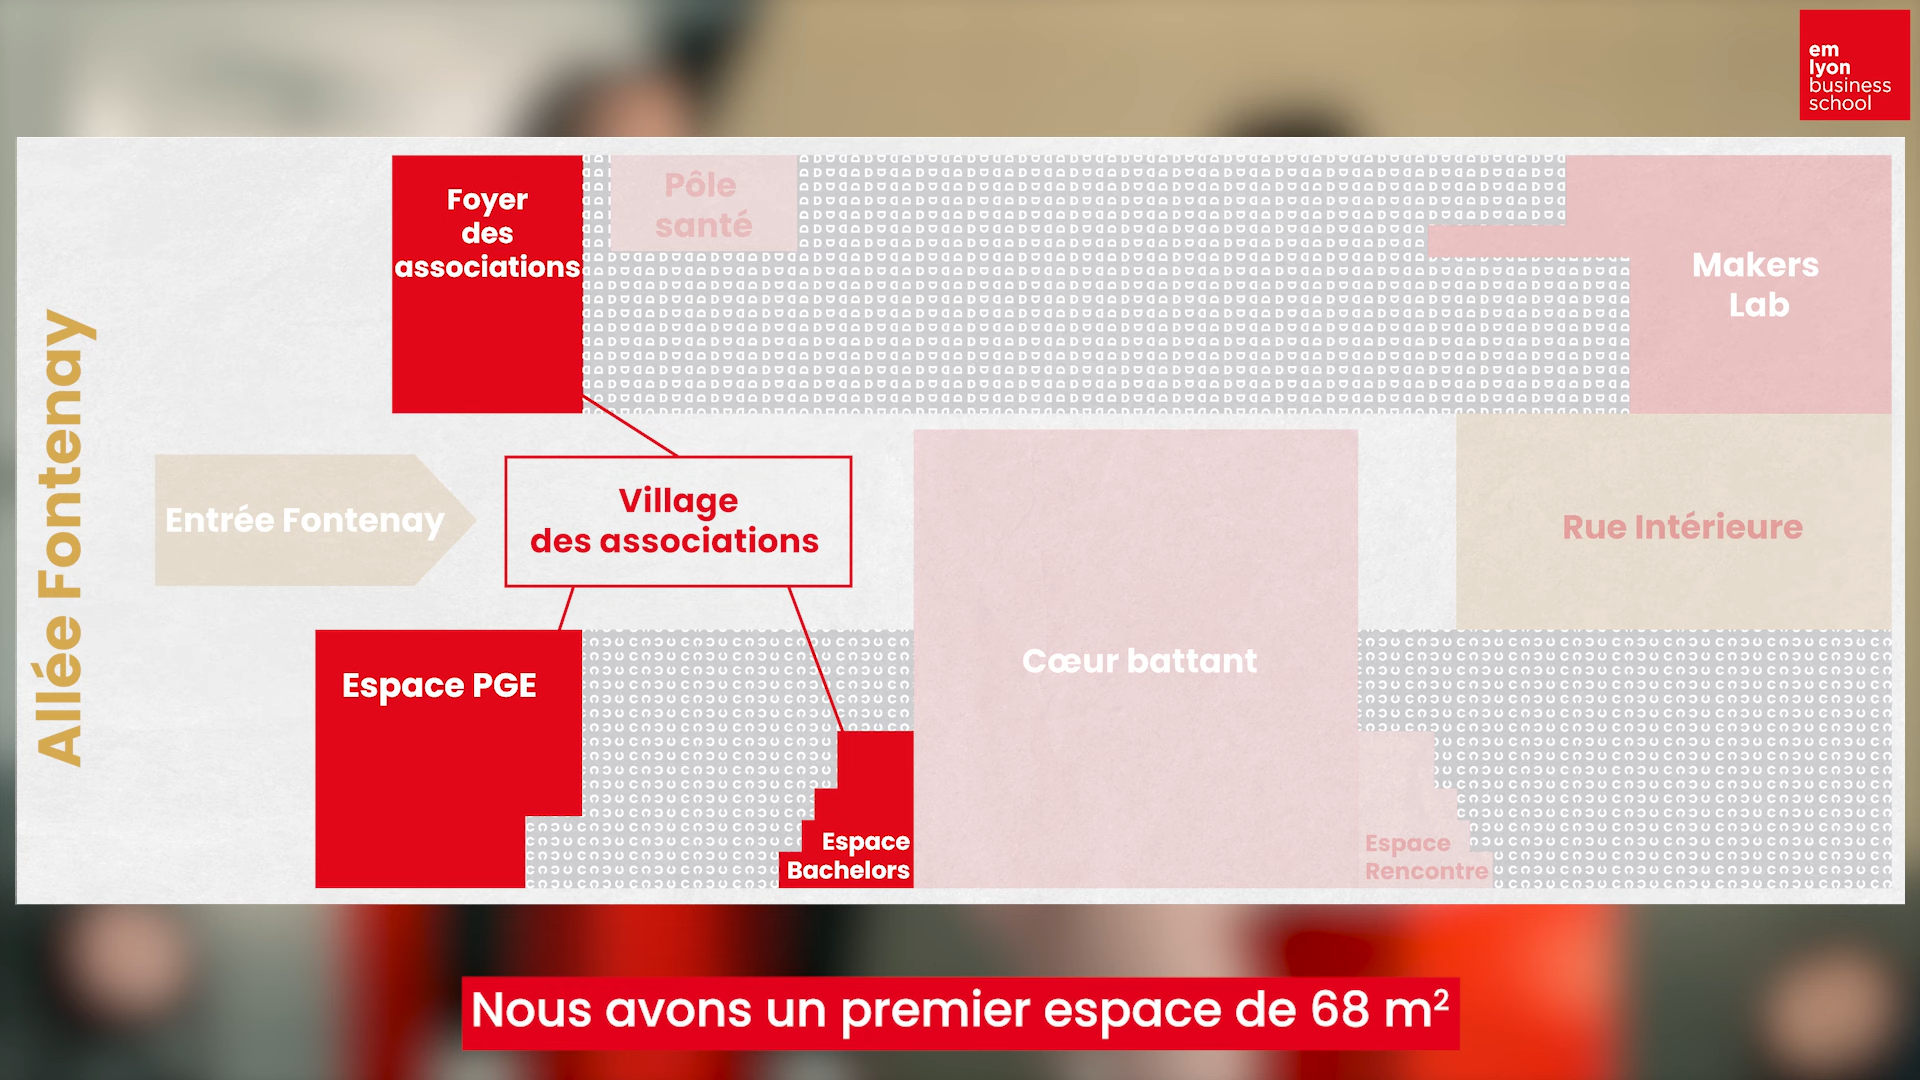 em
lyon
business
school
Foyer
des
associations
Pôle
santé
Makers
Lab
Allée Fontenay
Entrée Fontenay
Village
des associations
Rue Intérieure
Cœur battant
Espace PGE
Espace
Bachelors
Espace
Rencontre
Nous avons un premier espace de 68 m²